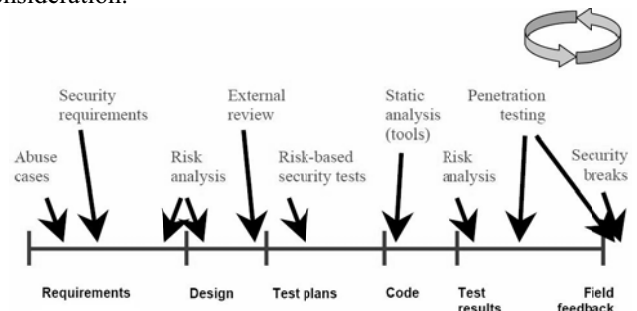 onsideration.
Security
requirements
External
review
Static
analysis
(tools)
Penetration
testing
Abuse
cases
Risk
analysis
Risk-based
security tests
Risk
analysis
Security
breaks
Requirements
Design
Test plans
Code
Test
results
Field
feedback